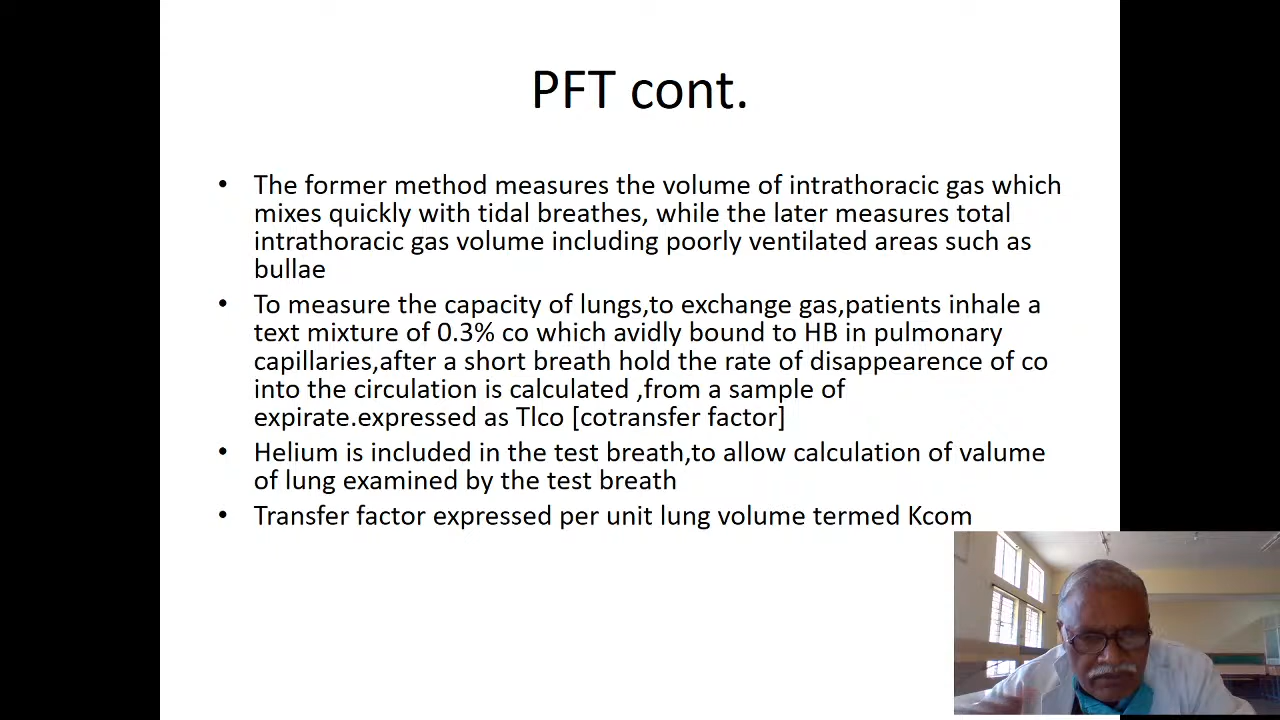 PFT cont.
• The former method measures the volume of intrathoracic gas which
mixes quickly with tidal breathes, while the later measures total
intrathoracic gas volume including poorly ventilated areas such as
bullae
• To measure the capacity of lungs,to exchange gas,patients inhale a
text mixture of 0.3% co which avidly bound to HB in pulmonary
capillaries,after a short breath hold the rate of disappearence of co
into the circulation is calculated ,from a sample of
expirate.expressed as Tlco [cotransfer factor]
• Helium is included in the test breath,to allow calculation of valume
of lung examined by the test breath
• Transfer factor expressed per unit lung volume termed Kcom